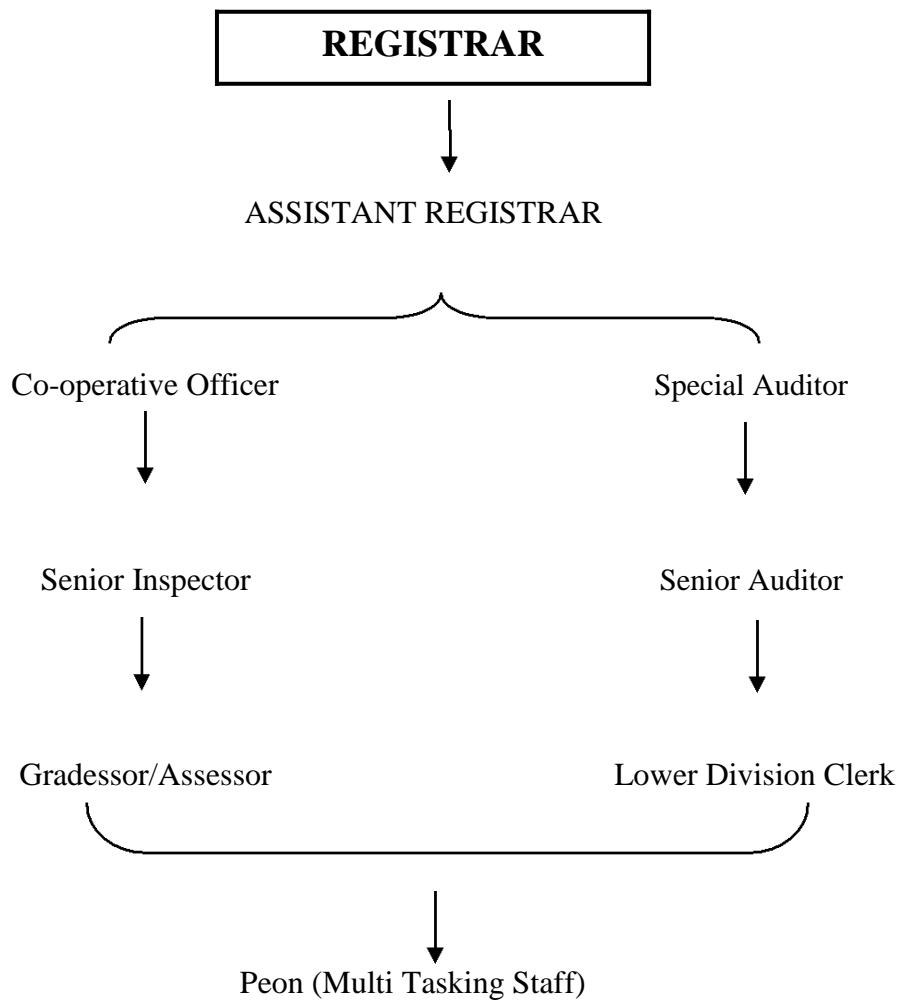 REGISTRAR
ASSISTANT REGISTRAR
Co-operative Officer
Special Auditor
Senior Inspector
Senior Auditor
Gradessor/Assessor
Lower Division Clerk
Peon (Multi Tasking Staff)